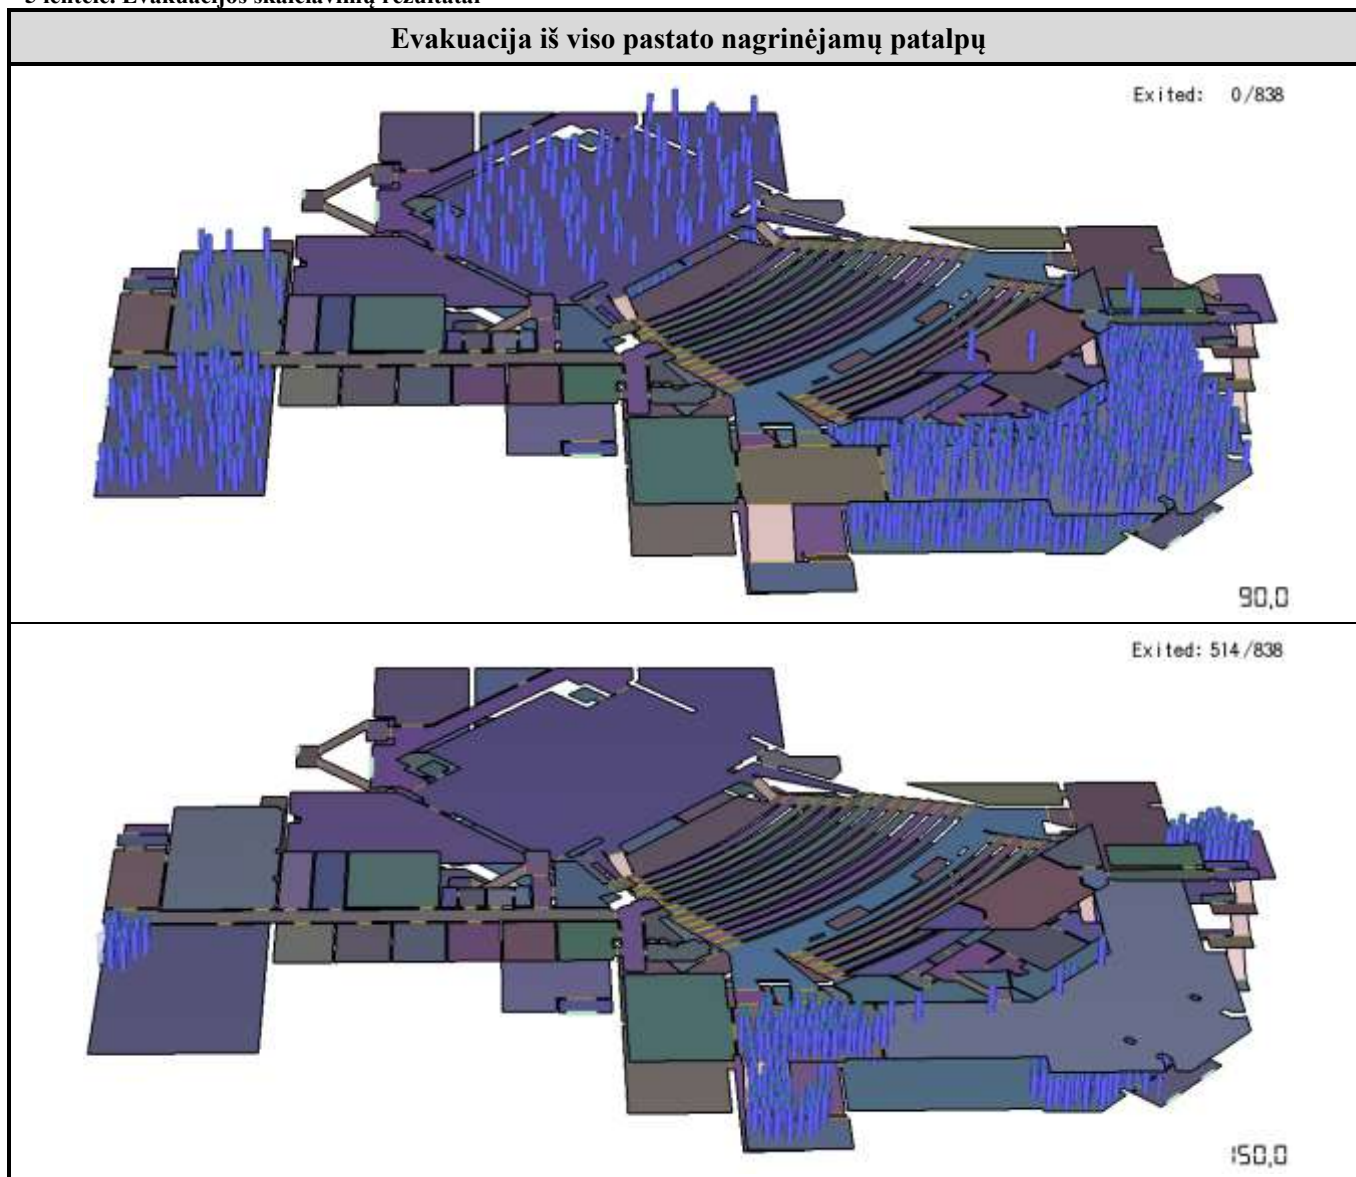 Evakuacija iš viso pastato nagrinėjamų patalpų
Exited: 0/838
90,0
Exited: 514/838
150,0